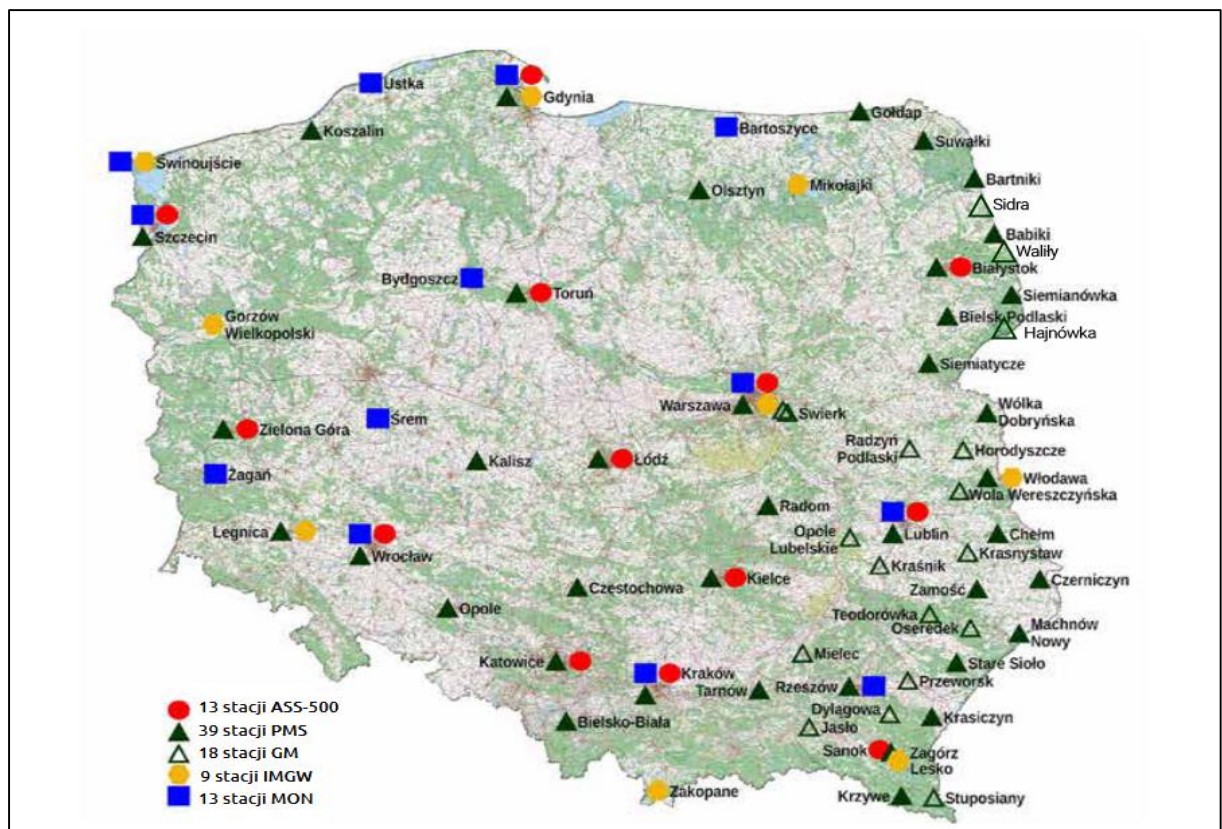 Ustka
Gdynia
Koszalin
Bartoszyce
Gołdap
Suwałki
Świnoujście
Olsztyn
Mikołajki
Bartniki
Sidra
Szczecin
Babiki
Waliły
Białystok
Bydgoszcz
Toruń
Siemianówka
Gorzów
Wielkopolski
Bielsk Podlaski
Hajnówka
Siemiatycze
Warszawa
Świerk
Wólka
Dobryńska
Śrem
Zielona Góra
Radzyń
Podlaski
Horodyszcze
Kalisz
Łódź
Żagań
Włodawa
Wola Wereszczyńska
Radom
Legnica
Wrocław
Opole
Lubelskie
Lublin
Chełm
Krasnystaw
Kraśnik
Częstochowa
Kielce
Zamość
Czerniczyn
Opole
Teodorówka
Oseredek
Machnów
Nowy
Mielec
Katowice
Kraków
Stare Sioło
Tarnów
Rzeszów
Przeworsk
Bielsko-Biała
Dylągowa
Jasło
Krasiczyn
Sanok
Zagórz
Lesko
Zakopane
Krzywe
Stuposiany
13 stacji ASS-500
39 stacji PMS
18 stacji GM
9 stacji IMGW
13 stacji MON